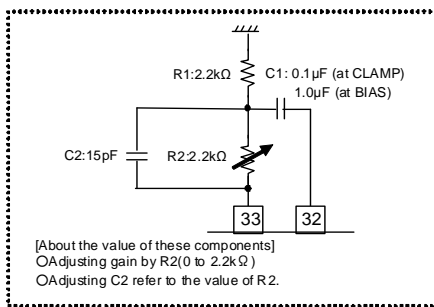 R1:2.2kΩ
C1: 0.1μF (at CLAMP)
1.0μF (at BIAS)
C2:15pF
R2:2.2kΩ
33
32
[About the value of these components]
○Adjusting gain by R2(0 to 2.2kΩ)
○Adjusting C2 refer to the value of R2.